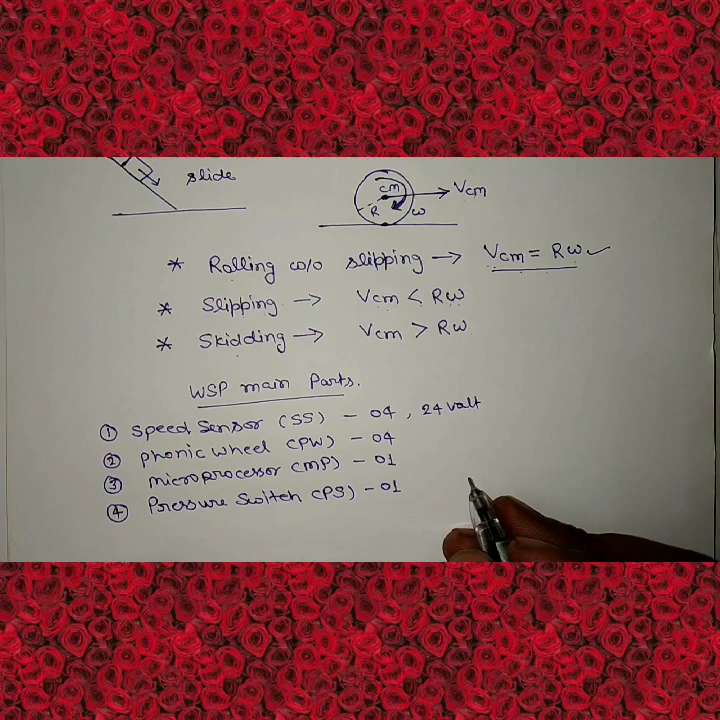 slide
cm
Vcm
R
ω
* Rolling w/o slipping → Vcm = Rω ✓
* Slipping → Vcm < Rω
* Skidding → Vcm > Rω
WSP main Parts.
① Speed Sensor (SS) - 04 , 24 volt
② phonic wheel (PW) - 04
③ microprocessor (MP) - 01
④ Pressure Switch (PS) - 01